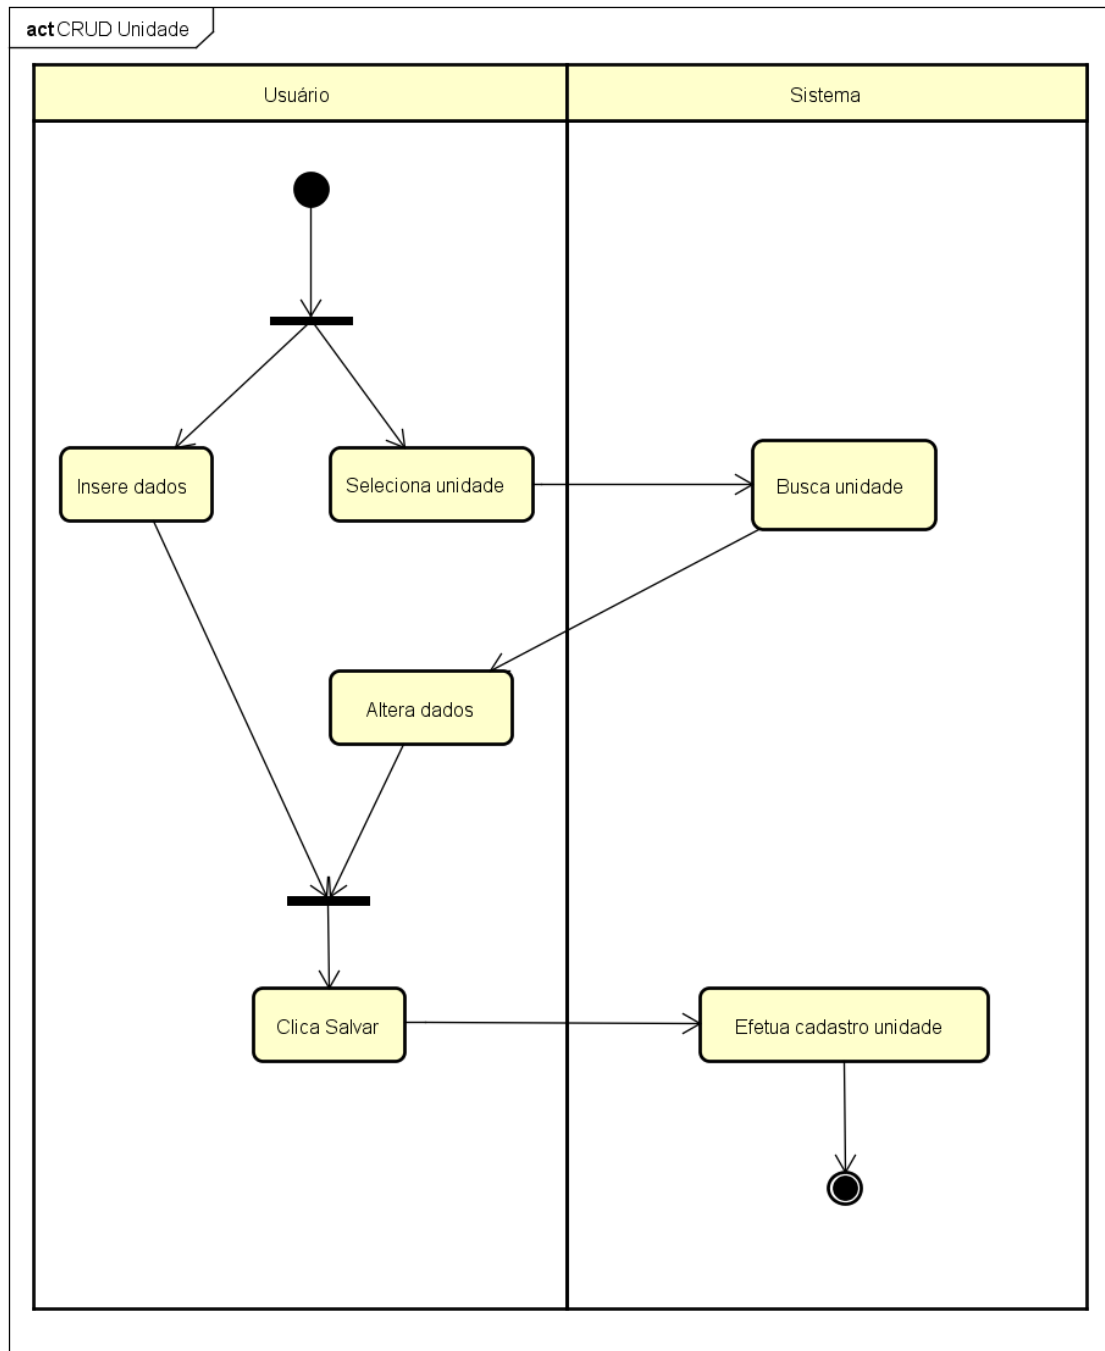 act CRUD Unidade
Usuário
Sistema
Insere dados
Seleciona unidade
Busca unidade
Altera dados
Clica Salvar
Efetua cadastro unidade